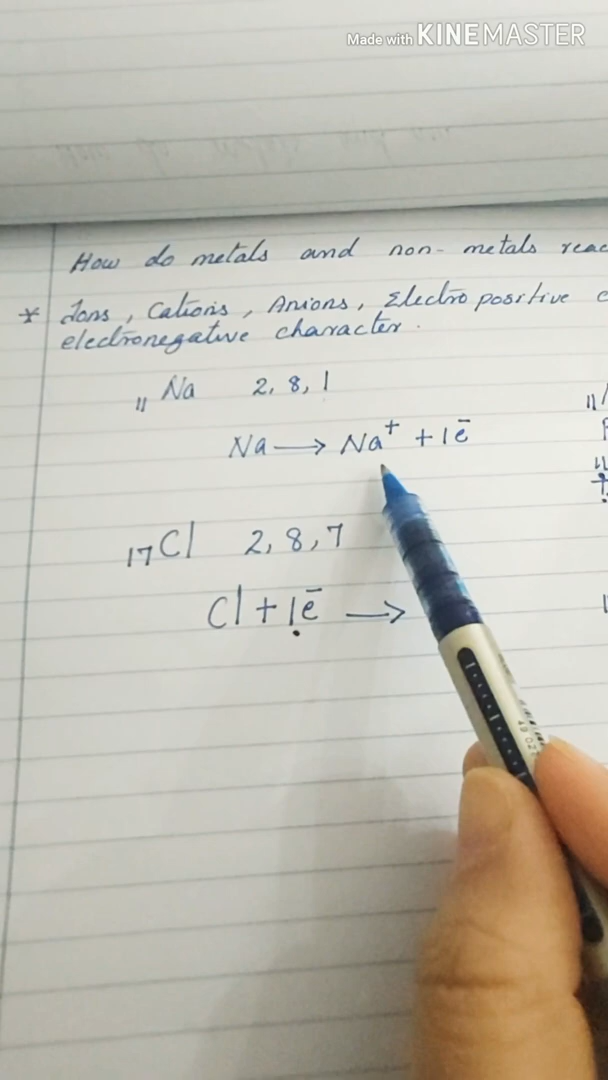 Made with KINEMASTER
How do metals and non-metals reac
* Ions, Cations, Anions, Electropositive c
electronegative character.
₁₁Na 2, 8, 1
Na ⟶ Na⁺ + 1e̅
₁₇Cl 2, 8, 7
Cl + 1e̅ ⟶